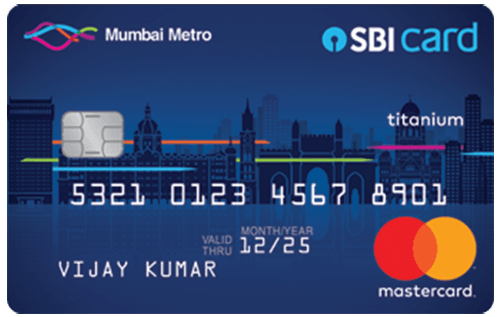 Mumbai Metro
SBI card
titanium
5321 0123 4567 8901
VALID THRU MONTH/YEAR 12/25
VIJAY KUMAR
mastercard.